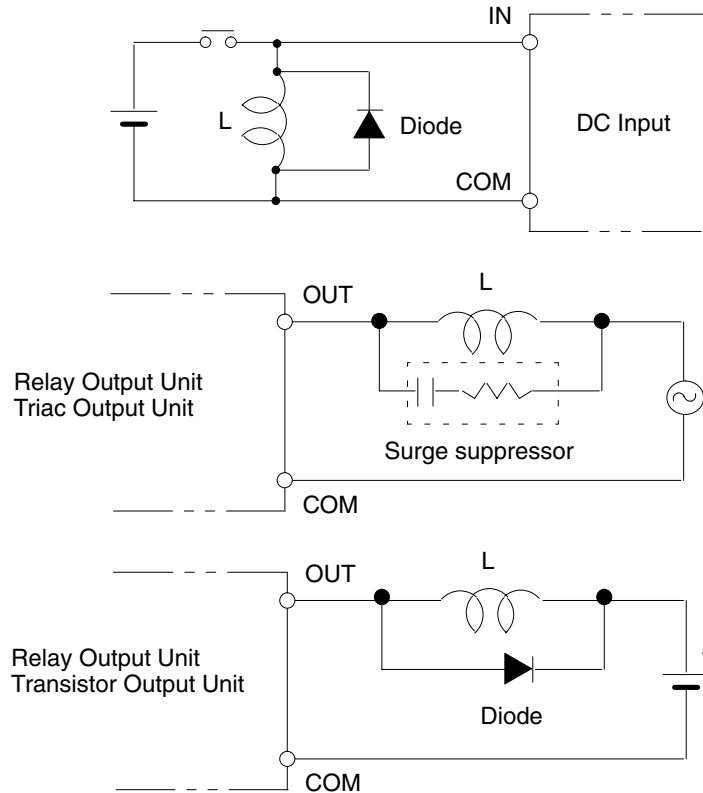 IN
L
Diode
DC Input
COM
OUT
L
Relay Output Unit
Triac Output Unit
Surge suppressor
COM
OUT
L
Relay Output Unit
Transistor Output Unit
Diode
COM